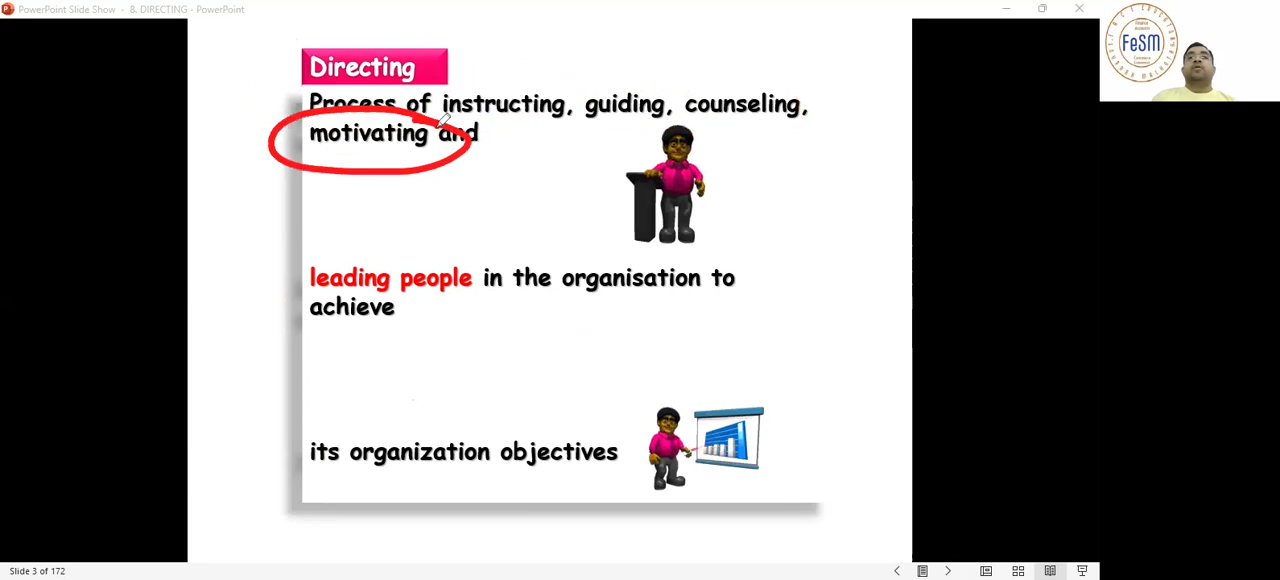 PowerPoint Slide Show - 8. DIRECTING - PowerPoint
FeSM
Directing
Process of instructing, guiding, counseling,
motivating and
leading people in the organisation to
achieve
its organization objectives
Slide 3 of 172